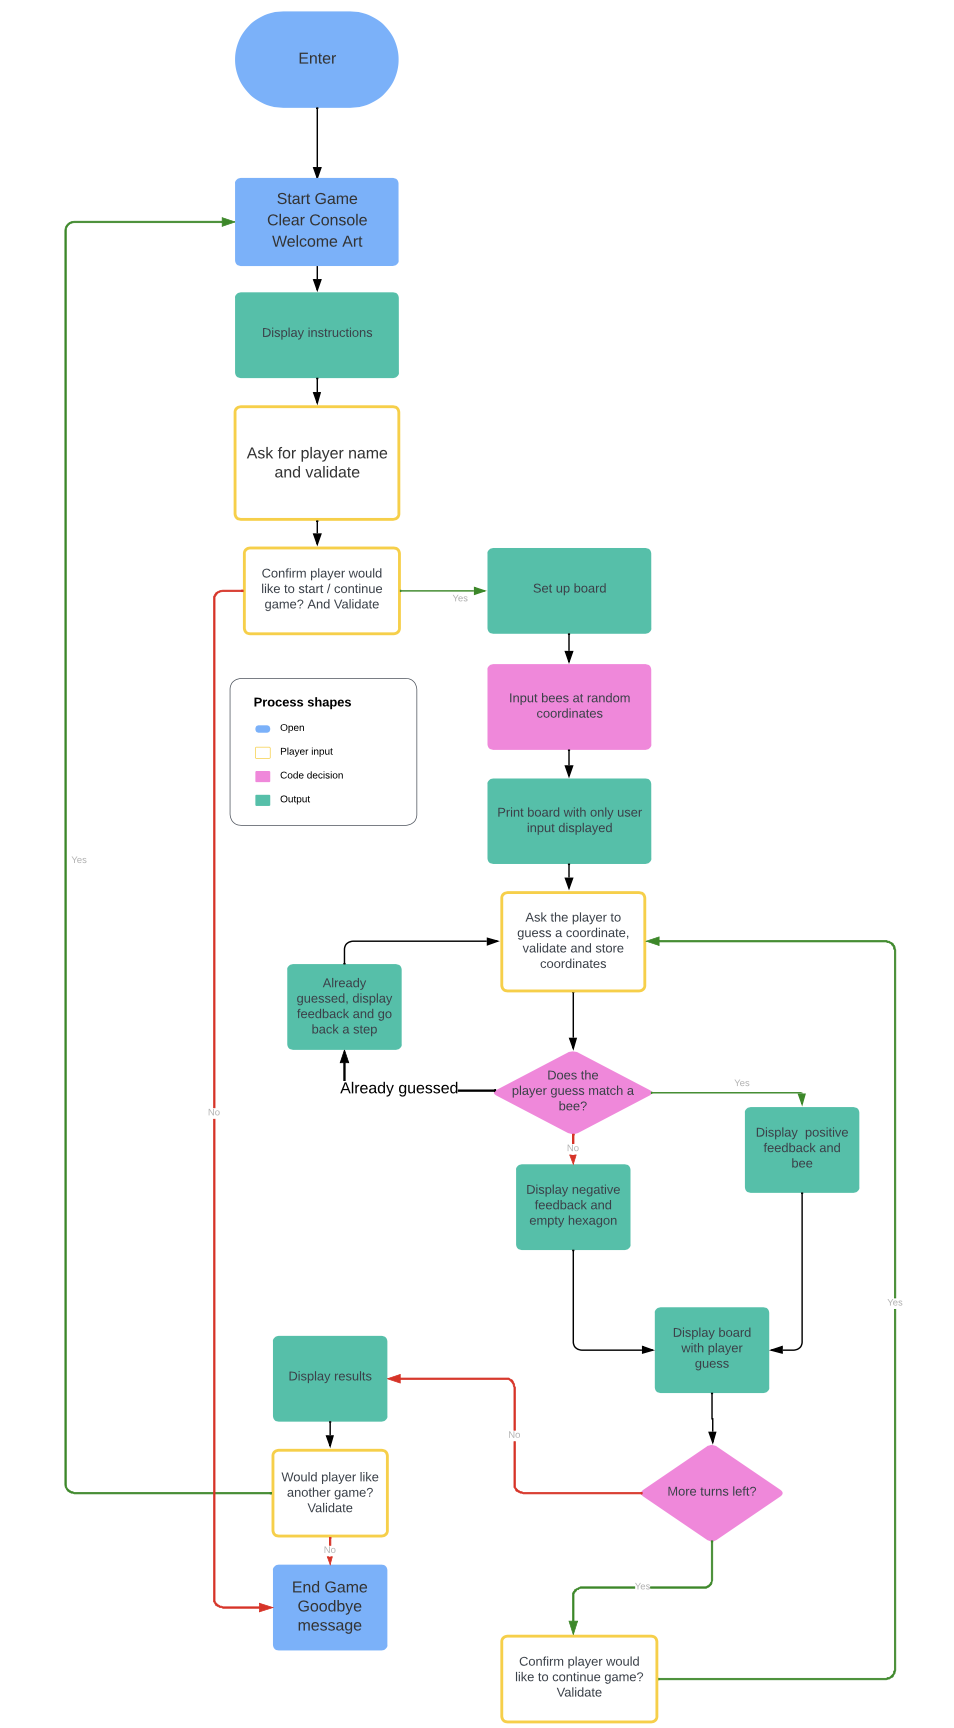 Enter
Start Game
Clear Console
Welcome Art
Display instructions
Ask for player name
and validate
Confirm player would
like to start / continue
game? And Validate
Yes
Set up board
Input bees at random
coordinates
Process shapes
Open
Player input
Code decision
Output
Print board with only user
input displayed
Yes
Ask the player to
guess a coordinate,
validate and store
coordinates
Already
guessed, display
feedback and go
back a step
Already guessed
Does the
player guess match a
bee?
Yes
No
No
Display positive
feedback and
bee
Display negative
feedback and
empty hexagon
Yes
Display board
with player
guess
Display results
No
More turns left?
Would player like
another game?
Validate
No
End Game
Goodbye
message
Yes
Confirm player would
like to continue game?
Validate